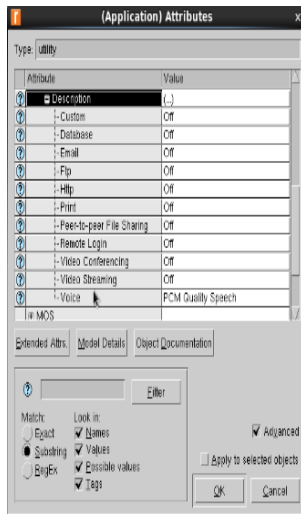 (Application) Attributes x
Type: utility
Attribute Value
Description (...)
Custom Off
Database Off
Email Off
Ftp Off
Http Off
Print Off
Peer-to-peer File Sharing Off
Remote Login Off
Video Conferencing Off
Video Streaming Off
Voice PCM Quality Speech
MOS
Extended Attrs. Model Details Object Documentation
Filter
Match: Look in:
Exact Names
Substring Values
RegEx Possible values
Tags
Advanced
Apply to selected objects
OK Cancel